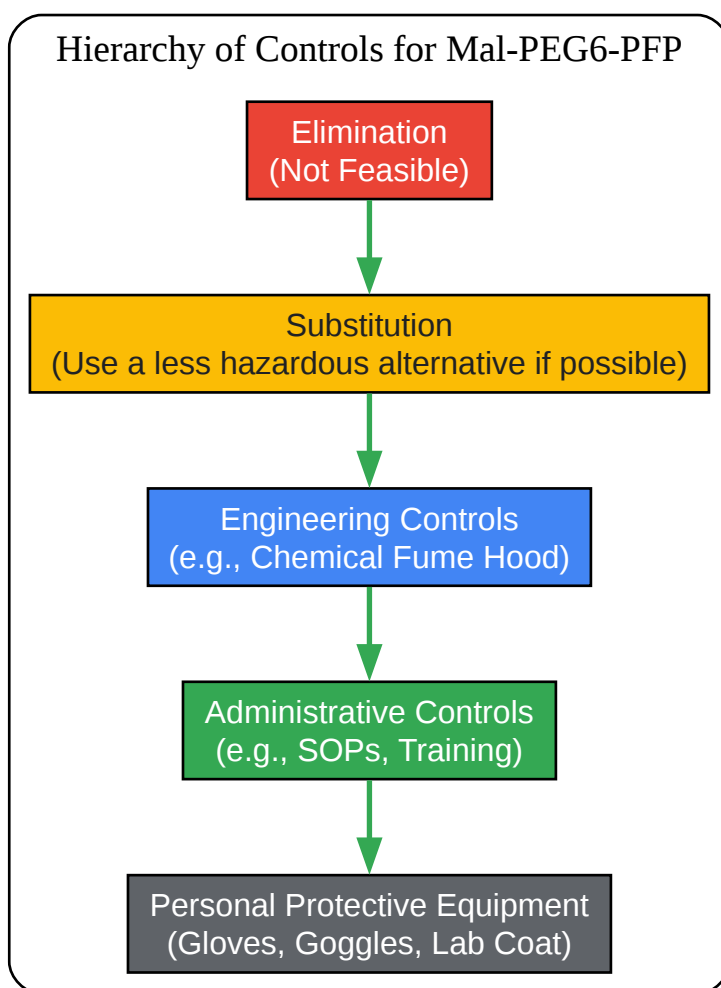 Hierarchy of Controls for Mal-PEG6-PFP
Elimination
(Not Feasible)
Substitution
(Use a less hazardous alternative if possible)
Engineering Controls
(e.g., Chemical Fume Hood)
Administrative Controls
(e.g., SOPs, Training)
Personal Protective Equipment
(Gloves, Goggles, Lab Coat)